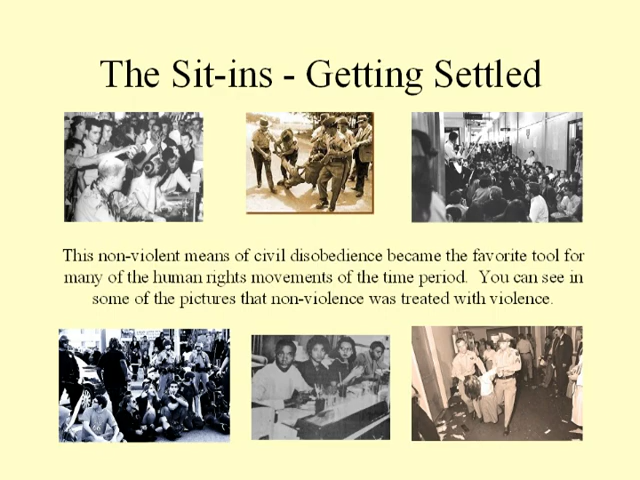 The Sit-ins - Getting Settled
This non-violent means of civil disobedience became the favorite tool for
many of the human rights movements of the time period.  You can see in
some of the pictures that non-violence was treated with violence.